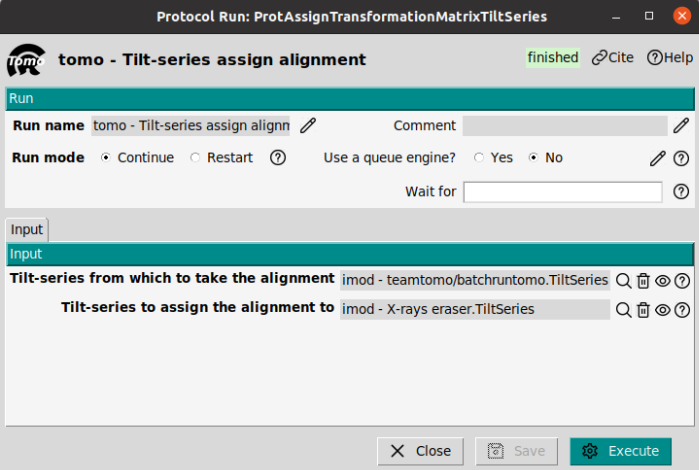 Protocol Run: ProtAssignTransformationMatrixTiltSeries
Tomo tomo - Tilt-series assign alignment finished Cite Help
Run
Run name tomo - Tilt-series assign alignm Comment
Run mode Continue Restart Use a queue engine? Yes No
Wait for
Input
Input
Tilt-series from which to take the alignment imod - teamtomo/batchruntomo.TiltSeries
Tilt-series to assign the alignment to imod - X-rays eraser.TiltSeries
Close Save Execute